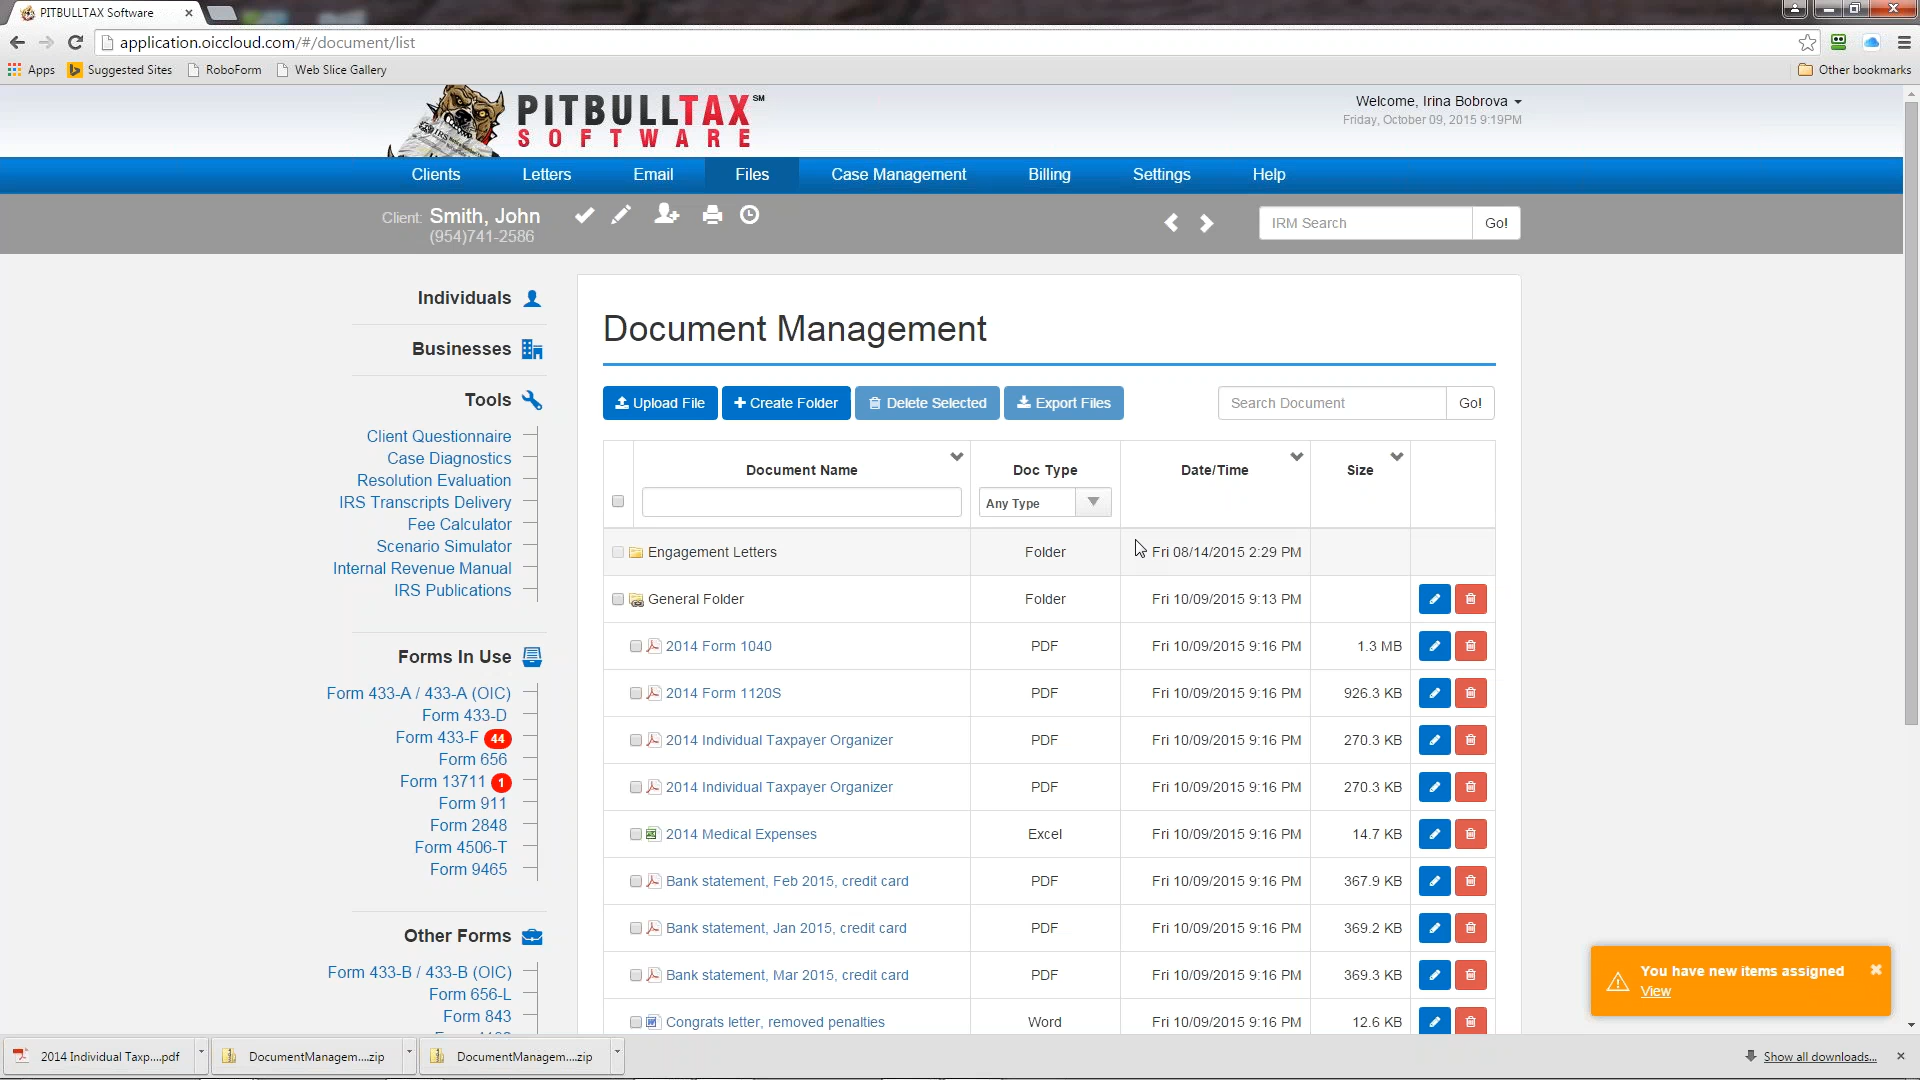 PITBULLTAX Software
application.oiccloud.com/#/document/list
Apps Suggested Sites RoboForm Web Slice Gallery Other bookmarks
IRS
PITBULLTAX SM
SOFTWARE
Welcome, Irina Bobrova
Friday, October 09, 2015 9:19PM
Clients Letters Email Files Case Management Billing Settings Help
Client: Smith, John
(954)741-2586
IRM Search Go!
Individuals
Businesses
Tools
Client Questionnaire
Case Diagnostics
Resolution Evaluation
IRS Transcripts Delivery
Fee Calculator
Scenario Simulator
Internal Revenue Manual
IRS Publications
Forms In Use
Form 433-A / 433-A (OIC)
Form 433-D
Form 433-F 44
Form 656
Form 13711 1
Form 911
Form 2848
Form 4506-T
Form 9465
Other Forms
Form 433-B / 433-B (OIC)
Form 656-L
Form 843
Document Management
Upload File Create Folder Delete Selected Export Files Search Document Go!
Document Name Doc Type Date/Time Size
Any Type
Engagement Letters Folder Fri 08/14/2015 2:29 PM
General Folder Folder Fri 10/09/2015 9:13 PM
2014 Form 1040 PDF Fri 10/09/2015 9:16 PM 1.3 MB
2014 Form 1120S PDF Fri 10/09/2015 9:16 PM 926.3 KB
2014 Individual Taxpayer Organizer PDF Fri 10/09/2015 9:16 PM 270.3 KB
2014 Individual Taxpayer Organizer PDF Fri 10/09/2015 9:16 PM 270.3 KB
2014 Medical Expenses Excel Fri 10/09/2015 9:16 PM 14.7 KB
Bank statement, Feb 2015, credit card PDF Fri 10/09/2015 9:16 PM 367.9 KB
Bank statement, Jan 2015, credit card PDF Fri 10/09/2015 9:16 PM 369.2 KB
Bank statement, Mar 2015, credit card PDF Fri 10/09/2015 9:16 PM 369.3 KB
Congrats letter, removed penalties Word Fri 10/09/2015 9:16 PM 12.6 KB
You have new items assigned
View
2014 Individual Taxp....pdf DocumentManagem....zip DocumentManagem....zip Show all downloads...